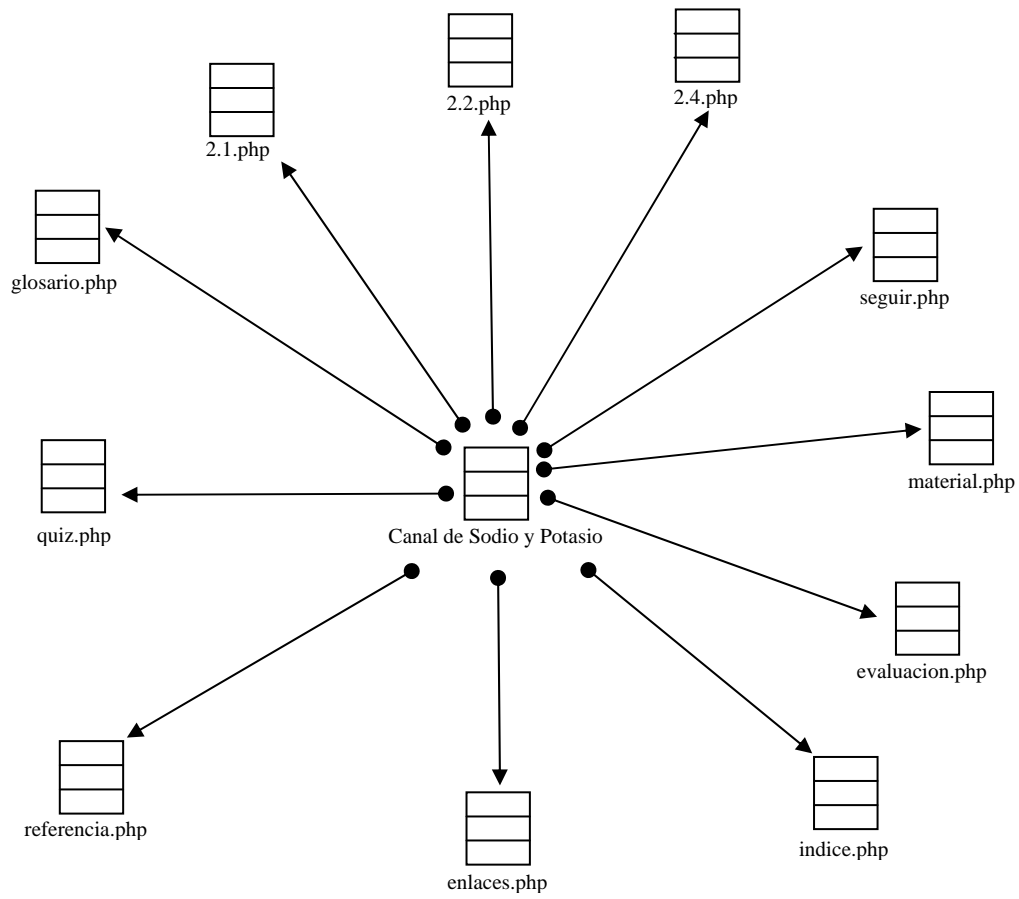 2.2.php
2.4.php
2.1.php
glosario.php
seguir.php
material.php
quiz.php
Canal de Sodio y Potasio
evaluacion.php
referencia.php
indice.php
enlaces.php